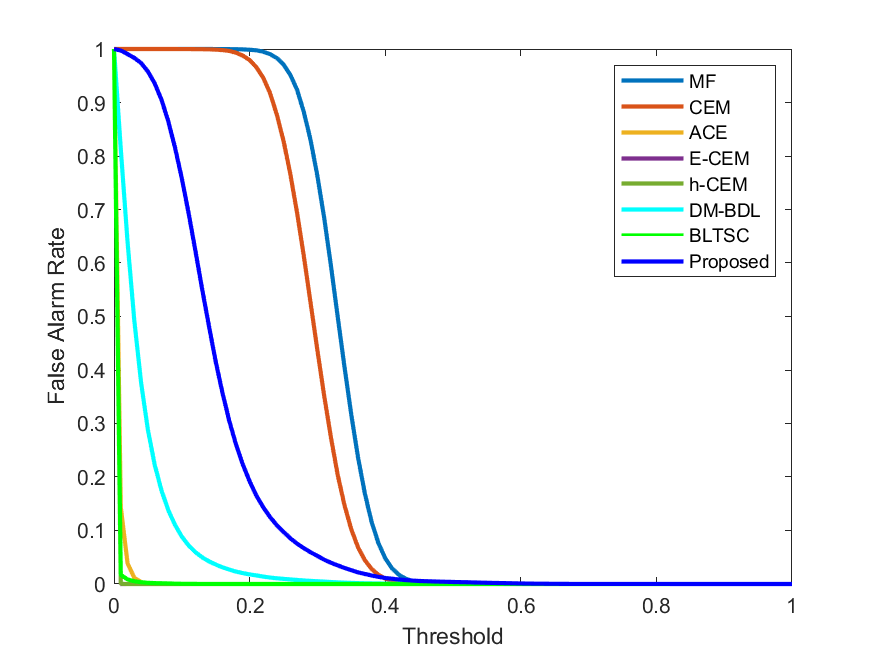 1
0.9
0.8
0.7
0.6
0.5
0.4
0.3
0.2
0.1
0
False Alarm Rate
MF
CEM
ACE
E-CEM
h-CEM
DM-BDL
BLTSC
Proposed
0 0.2 0.4 0.6 0.8 1
Threshold